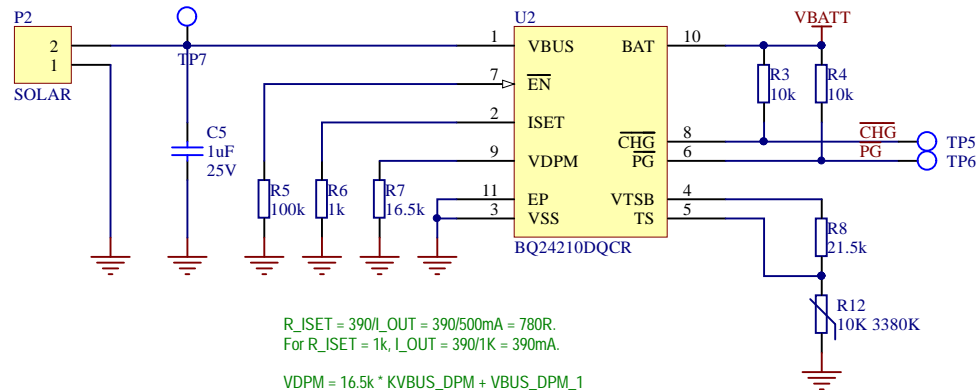 P2
2
1
SOLAR
TP7
C5
1uF
25V
R5
100k
R6
1k
R7
16.5k
U2
1 VBUS
7 EN
2 ISET
9 VDPM
11 EP
3 VSS
BAT 10
CHG 8
PG 6
VTSB 4
TS 5
BQ24210DQCR
VBATT
R3
10k
R4
10k
CHG
PG
TP5
TP6
R8
21.5k
R12
10K 3380K
R_ISET = 390/I_OUT = 390/500mA = 780R.
For R_ISET = 1k, I_OUT = 390/1K = 390mA.
VDPM = 16.5k * KVBUS_DPM + VBUS_DPM_1